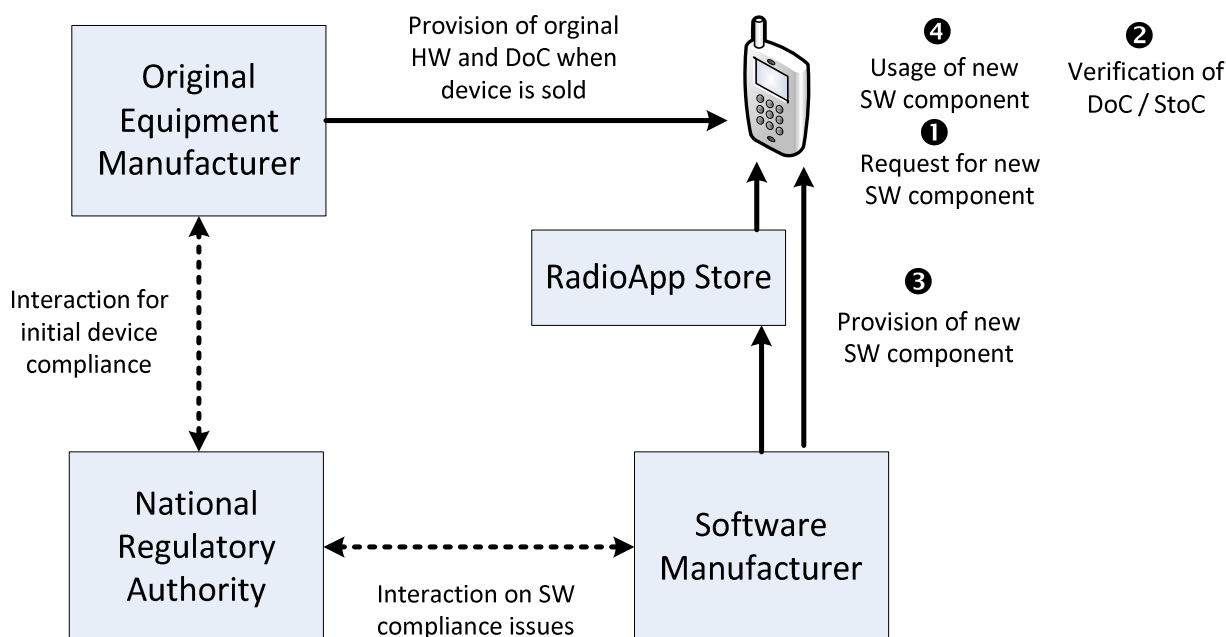 Original
Equipment
Manufacturer
Provision of orginal
HW and DoC when
device is sold
❹
Usage of new
SW component
❷
Verification of
DoC / StoC
❶
Request for new
SW component
RadioApp Store
Interaction for
initial device
compliance
❸
Provision of new
SW component
National
Regulatory
Authority
Interaction on SW
compliance issues
Software
Manufacturer